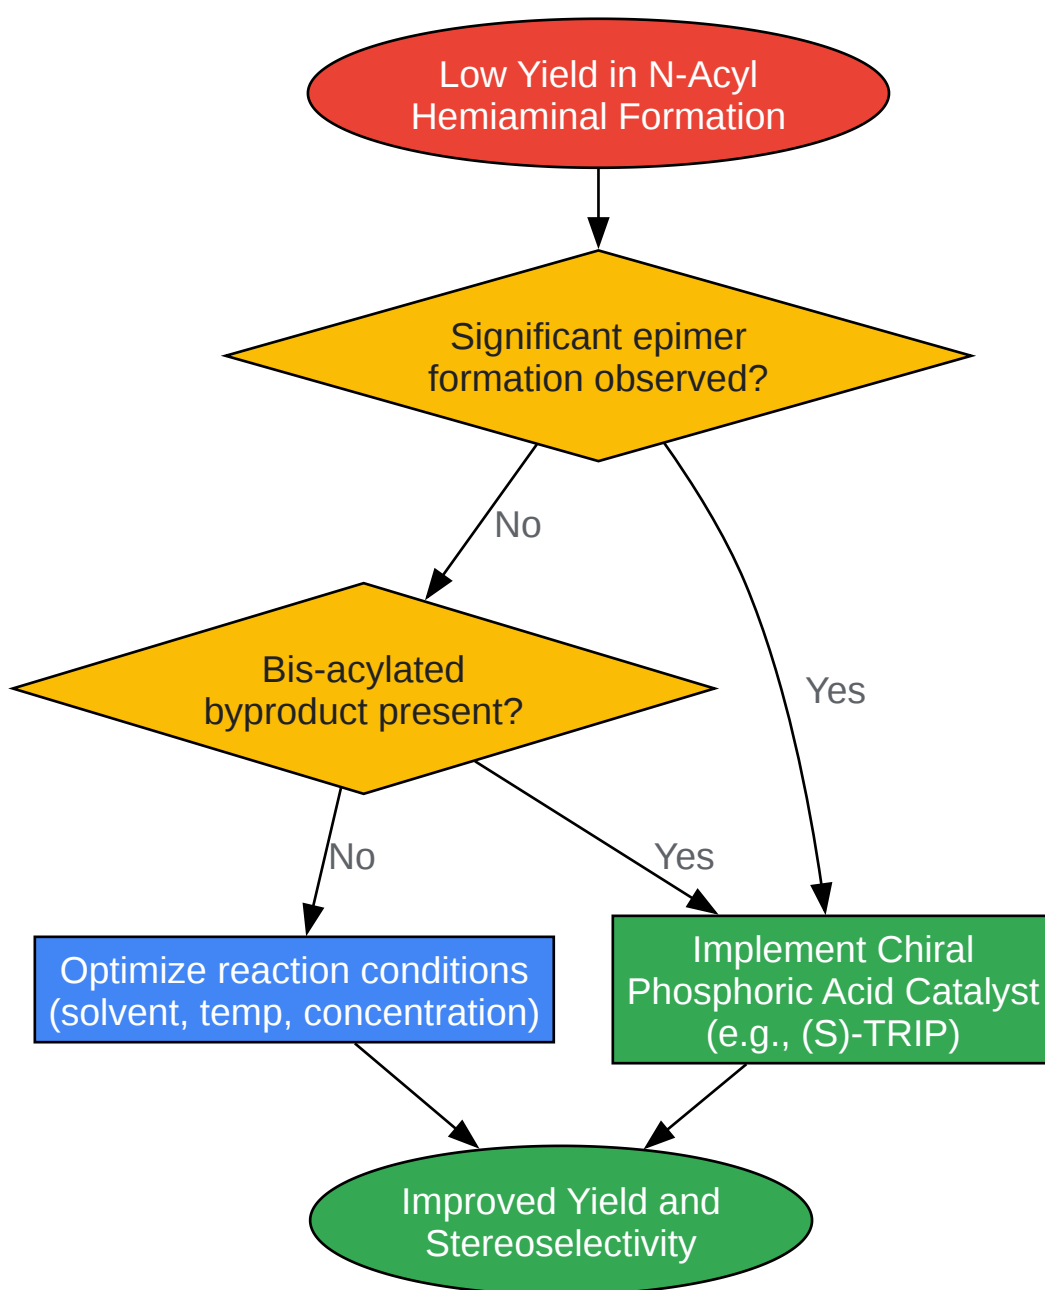 Low Yield in N-Acyl
Hemiaminal Formation
Significant epimer
formation observed?
No
Yes
Bis-acylated
byproduct present?
No
Yes
Optimize reaction conditions
(solvent, temp, concentration)
Implement Chiral
Phosphoric Acid Catalyst
(e.g., (S)-TRIP)
Improved Yield and
Stereoselectivity